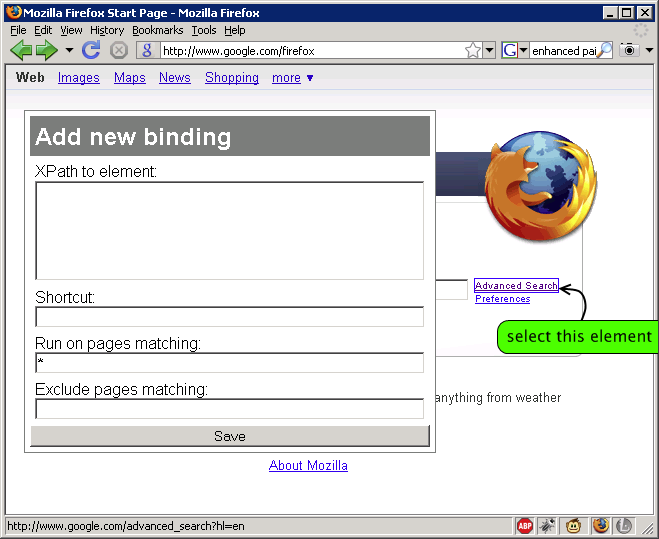 Mozilla Firefox Start Page - Mozilla Firefox
File Edit View History Bookmarks Tools Help
http://www.google.com/firefox
enhanced pai
Web Images Maps News Shopping more ▼
Add new binding
XPath to element:
Shortcut:
Run on pages matching:
*
Exclude pages matching:
Save
Advanced Search
Preferences
select this element
anything from weather
About Mozilla
http://www.google.com/advanced_search?hl=en
ABP